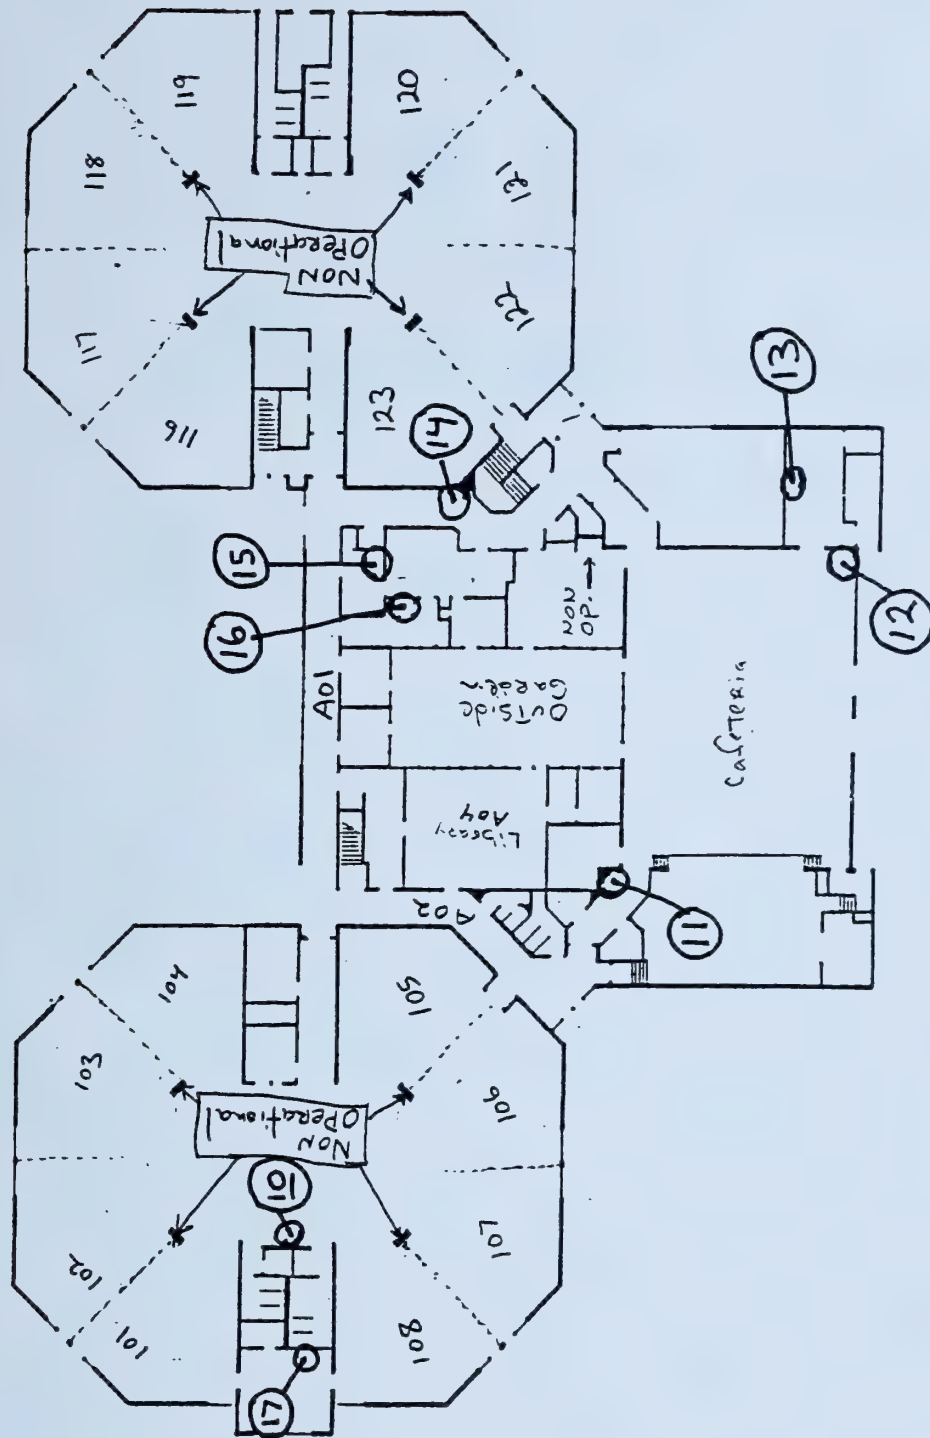 119
120
118
121
NON
OPERational
117
122
116
123
14
13
15
16
NON
OP. →
12
A01
OUTSide
GaRden
CafeTERia
LibRaRy
A04
A02
11
104
105
103
106
NON
OPERational
10
102
107
101
108
17